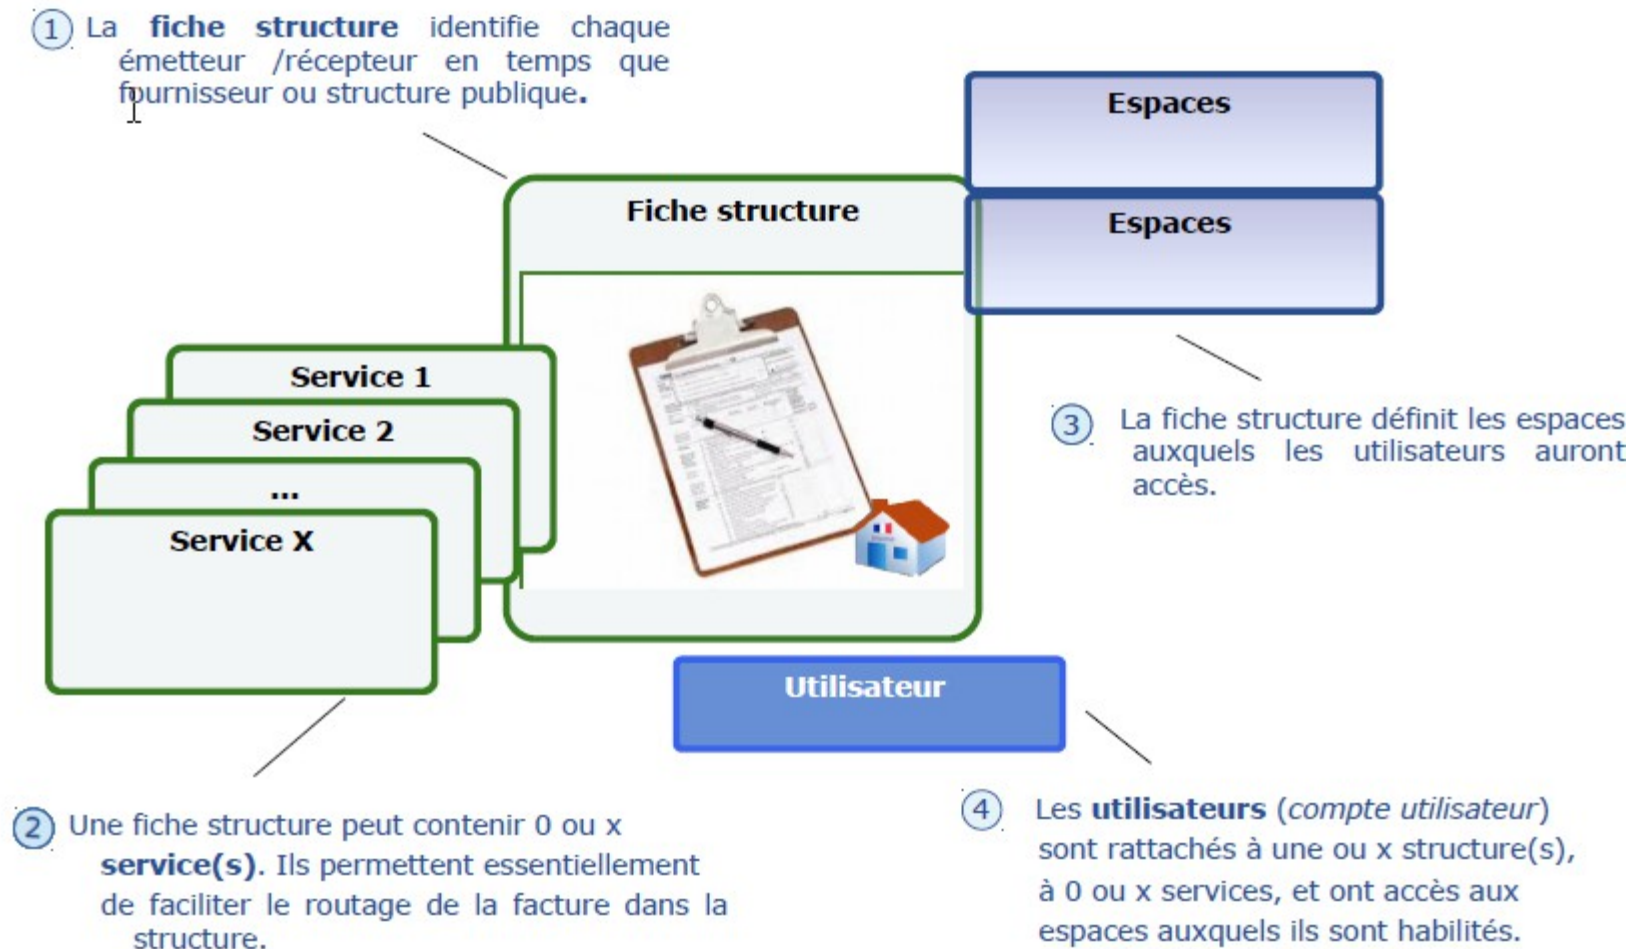 1 La fiche structure identifie chaque
émetteur /récepteur en temps que
fournisseur ou structure publique.
Espaces
Fiche structure
Espaces
Service 1
Service 2
...
Service X
3 La fiche structure définit les espaces
auxquels les utilisateurs auront
accès.
Utilisateur
2 Une fiche structure peut contenir 0 ou x
service(s). Ils permettent essentiellement
de faciliter le routage de la facture dans la
structure.
4 Les utilisateurs (compte utilisateur)
sont rattachés à une ou x structure(s),
à 0 ou x services, et ont accès aux
espaces auxquels ils sont habilités.